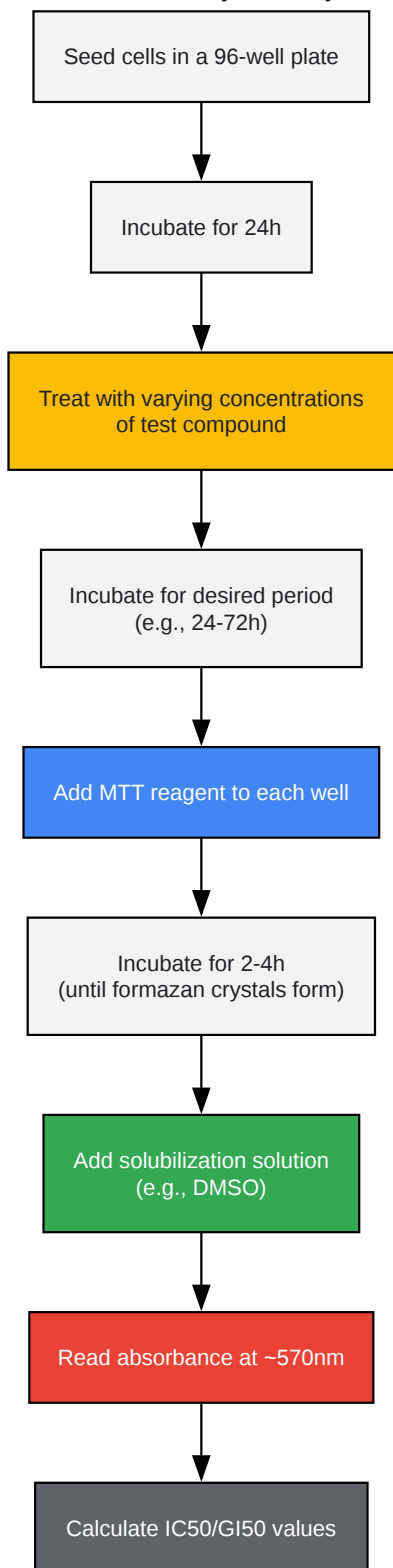 Seed cells in a 96-well plate
Incubate for 24h
Treat with varying concentrations
of test compound
Incubate for desired period
(e.g., 24-72h)
Add MTT reagent to each well
Incubate for 2-4h
(until formazan crystals form)
Add solubilization solution
(e.g., DMSO)
Read absorbance at ~570nm
Calculate IC50/GI50 values